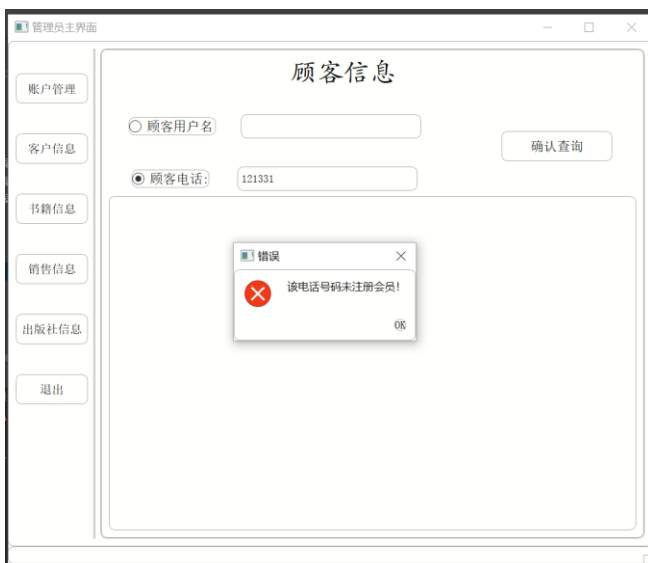 管理员主界面
顾客信息
账户管理
顾客用户名
确认查询
客户信息
顾客电话:
121331
书籍信息
错误
该电话号码未注册会员!
OK
销售信息
出版社信息
退出